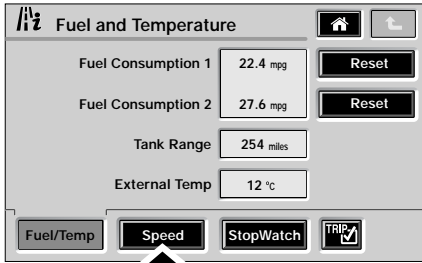 Fuel and Temperature
Fuel Consumption 1 22.4 mpg Reset
Fuel Consumption 2 27.6 mpg Reset
Tank Range 254 miles
External Temp 12 °C
Fuel/Temp Speed StopWatch TRIP